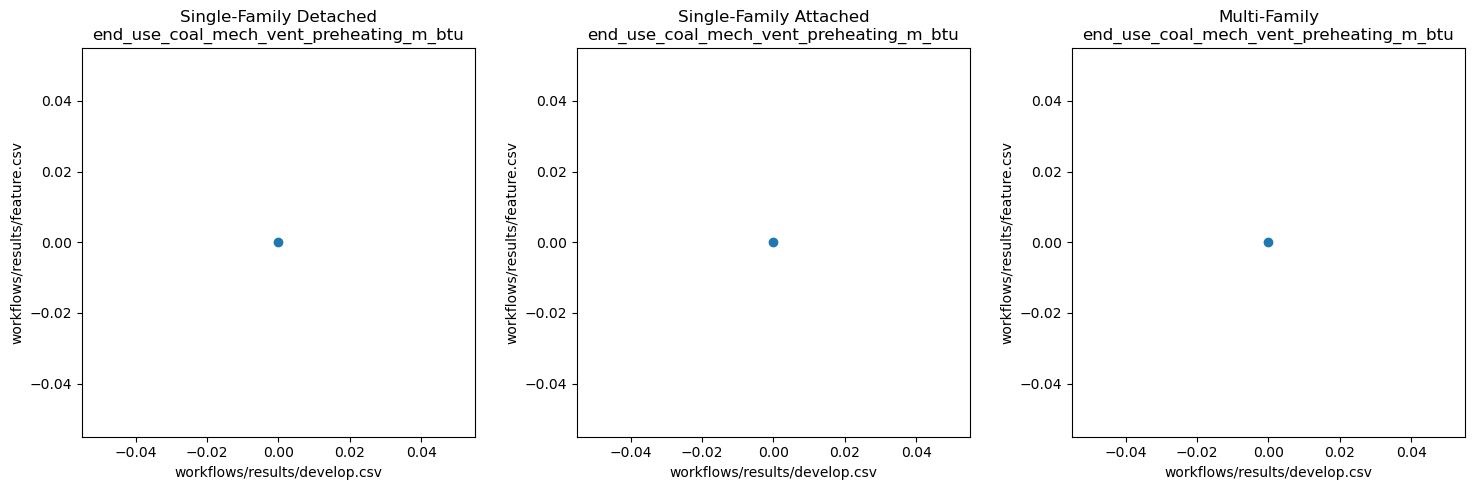 Single-Family Detached
end_use_coal_mech_vent_preheating_m_btu
workflows/results/feature.csv
0.04
0.02
0.00
−0.02
−0.04
−0.04 −0.02 0.00 0.02 0.04
workflows/results/develop.csv
Single-Family Attached
end_use_coal_mech_vent_preheating_m_btu
workflows/results/feature.csv
0.04
0.02
0.00
−0.02
−0.04
−0.04 −0.02 0.00 0.02 0.04
workflows/results/develop.csv
Multi-Family
end_use_coal_mech_vent_preheating_m_btu
workflows/results/feature.csv
0.04
0.02
0.00
−0.02
−0.04
−0.04 −0.02 0.00 0.02 0.04
workflows/results/develop.csv